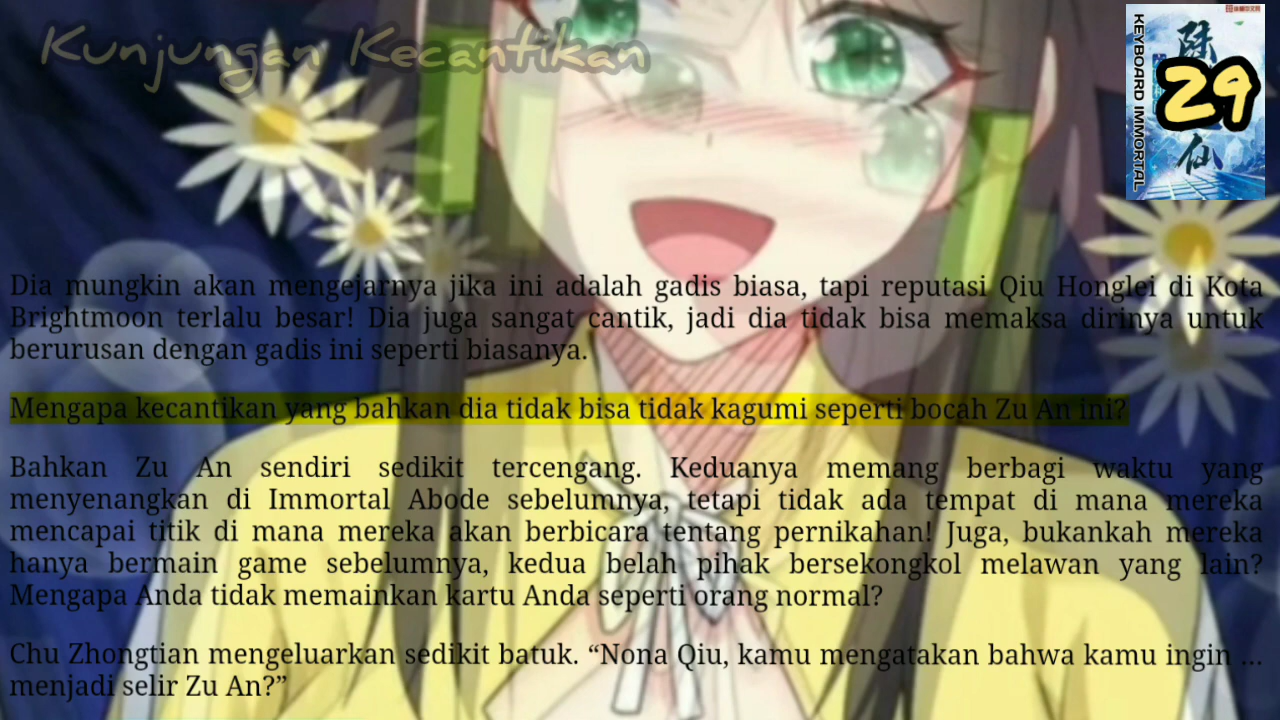 Kunjungan Kecantikan
KEYBOARD IMMORTAL
陆
仙
29
Dia mungkin akan mengejarnya jika ini adalah gadis biasa, tapi reputasi Qiu Honglei di Kota
Brightmoon terlalu besar! Dia juga sangat cantik, jadi dia tidak bisa memaksa dirinya untuk
berurusan dengan gadis ini seperti biasanya.
Mengapa kecantikan yang bahkan dia tidak bisa tidak kagumi seperti bocah Zu An ini?
Bahkan Zu An sendiri sedikit tercengang. Keduanya memang berbagi waktu yang
menyenangkan di Immortal Abode sebelumnya, tetapi tidak ada tempat di mana mereka
mencapai titik di mana mereka akan berbicara tentang pernikahan! Juga, bukankah mereka
hanya bermain game sebelumnya, kedua belah pihak bersekongkol melawan yang lain?
Mengapa Anda tidak memainkan kartu Anda seperti orang normal?
Chu Zhongtian mengeluarkan sedikit batuk. “Nona Qiu, kamu mengatakan bahwa kamu ingin ...
menjadi selir Zu An?”